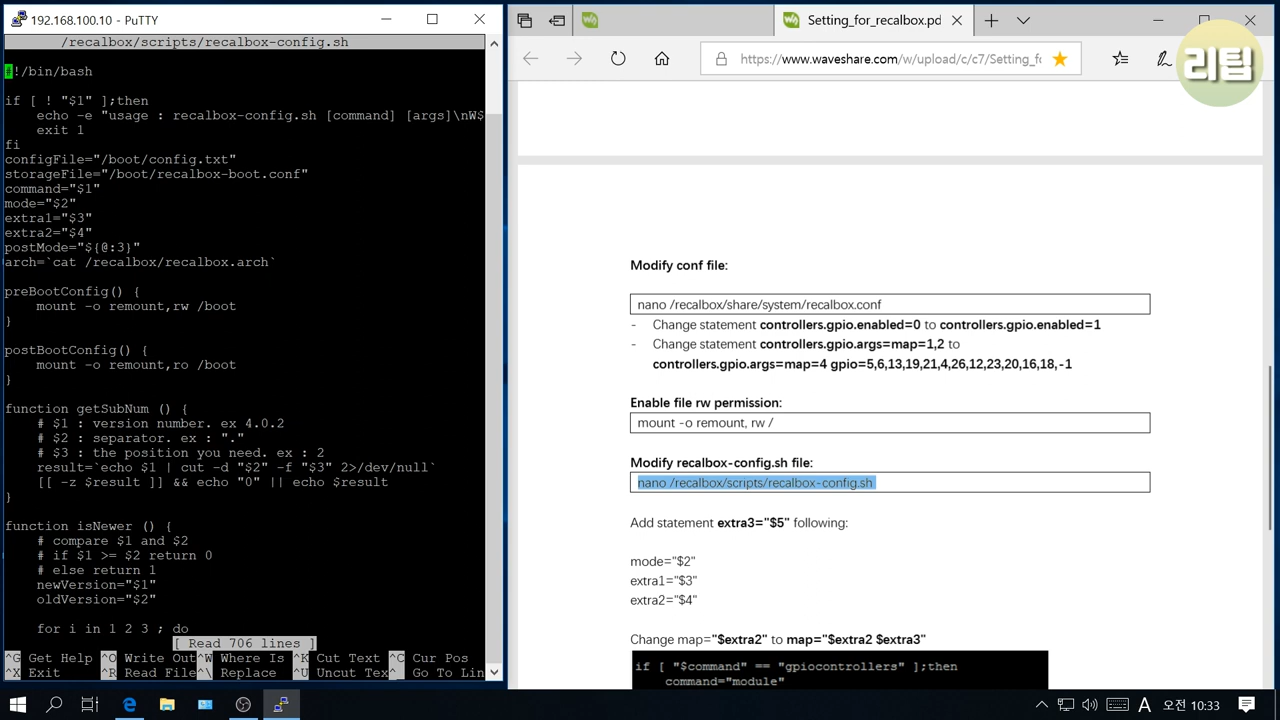 192.168.100.10 - PuTTY
/recalbox/scripts/recalbox-config.sh
#!/bin/bash
if [ ! "$1" ];then
echo -e "usage : recalbox-config.sh [command] [args]\nW$
exit 1
fi
configFile="/boot/config.txt"
storageFile="/boot/recalbox-boot.conf"
command="$1"
mode="$2"
extra1="$3"
extra2="$4"
postMode="${@:3}"
arch=`cat /recalbox/recalbox.arch`
preBootConfig() {
mount -o remount,rw /boot
}
postBootConfig() {
mount -o remount,ro /boot
}
function getSubNum () {
# $1 : version number. ex 4.0.2
# $2 : separator. ex : "."
# $3 : the position you need. ex : 2
result=`echo $1 | cut -d "$2" -f "$3" 2>/dev/null`
[[ -z $result ]] && echo "0" || echo $result
}
function isNewer () {
# compare $1 and $2
# if $1 >= $2 return 0
# else return 1
newVersion="$1"
oldVersion="$2"
for i in 1 2 3 ; do
[ Read 706 lines ]
^G Get Help ^O Write Out ^W Where Is ^K Cut Text ^C Cur Pos
^X Exit ^R Read File ^\ Replace ^U Uncut Tex ^_ Go To Lin
Setting_for_recalbox.pd
https://www.waveshare.com/w/upload/c/c7/Setting_fo
리팀
Modify conf file:
nano /recalbox/share/system/recalbox.conf
- Change statement controllers.gpio.enabled=0 to controllers.gpio.enabled=1
- Change statement controllers.gpio.args=map=1,2 to
controllers.gpio.args=map=4 gpio=5,6,13,19,21,4,26,12,23,20,16,18,-1
Enable file rw permission:
mount -o remount, rw /
Modify recalbox-config.sh file:
nano /recalbox/scripts/recalbox-config.sh
Add statement extra3="$5" following:
mode="$2"
extra1="$3"
extra2="$4"
Change map="$extra2" to map="$extra2 $extra3"
if [ "$command" == "gpiocontrollers" ];then
command="module"
A 오전 10:33